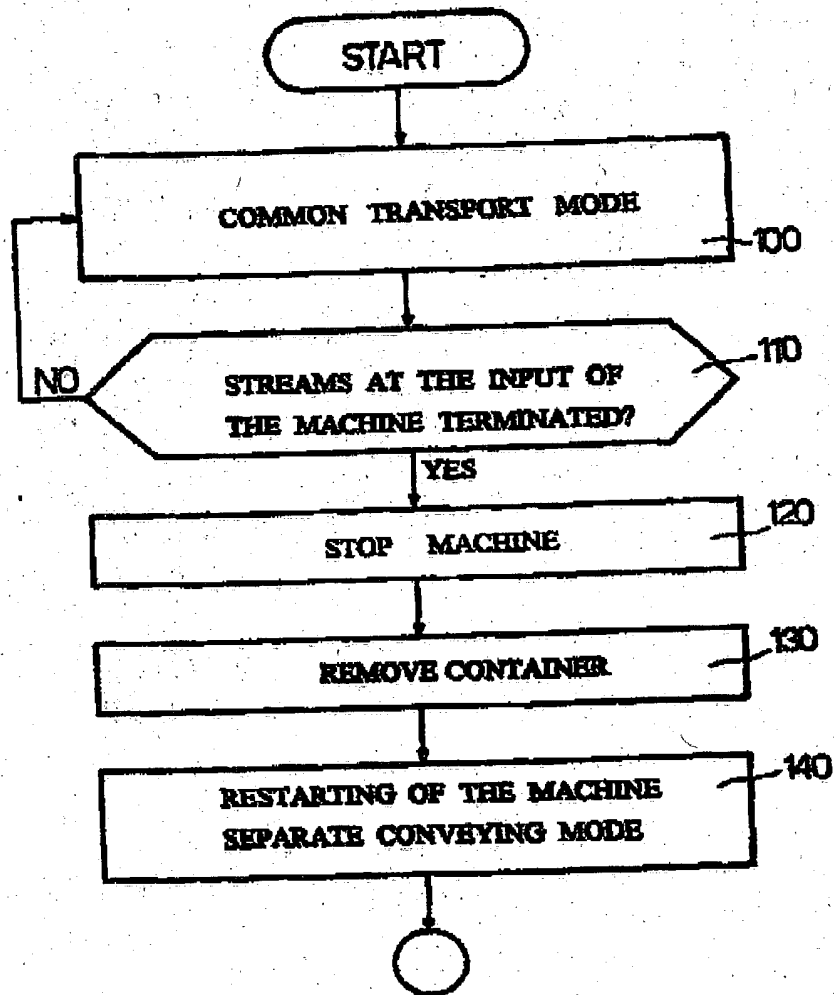 START
COMMON TRANSPORT MODE
100
STREAMS AT THE INPUT OF
THE MACHINE TERMINATED?
110
NO
YES
STOP MACHINE
120
REMOVE CONTAINER
130
RESTARTING OF THE MACHINE
SEPARATE CONVEYING MODE
140